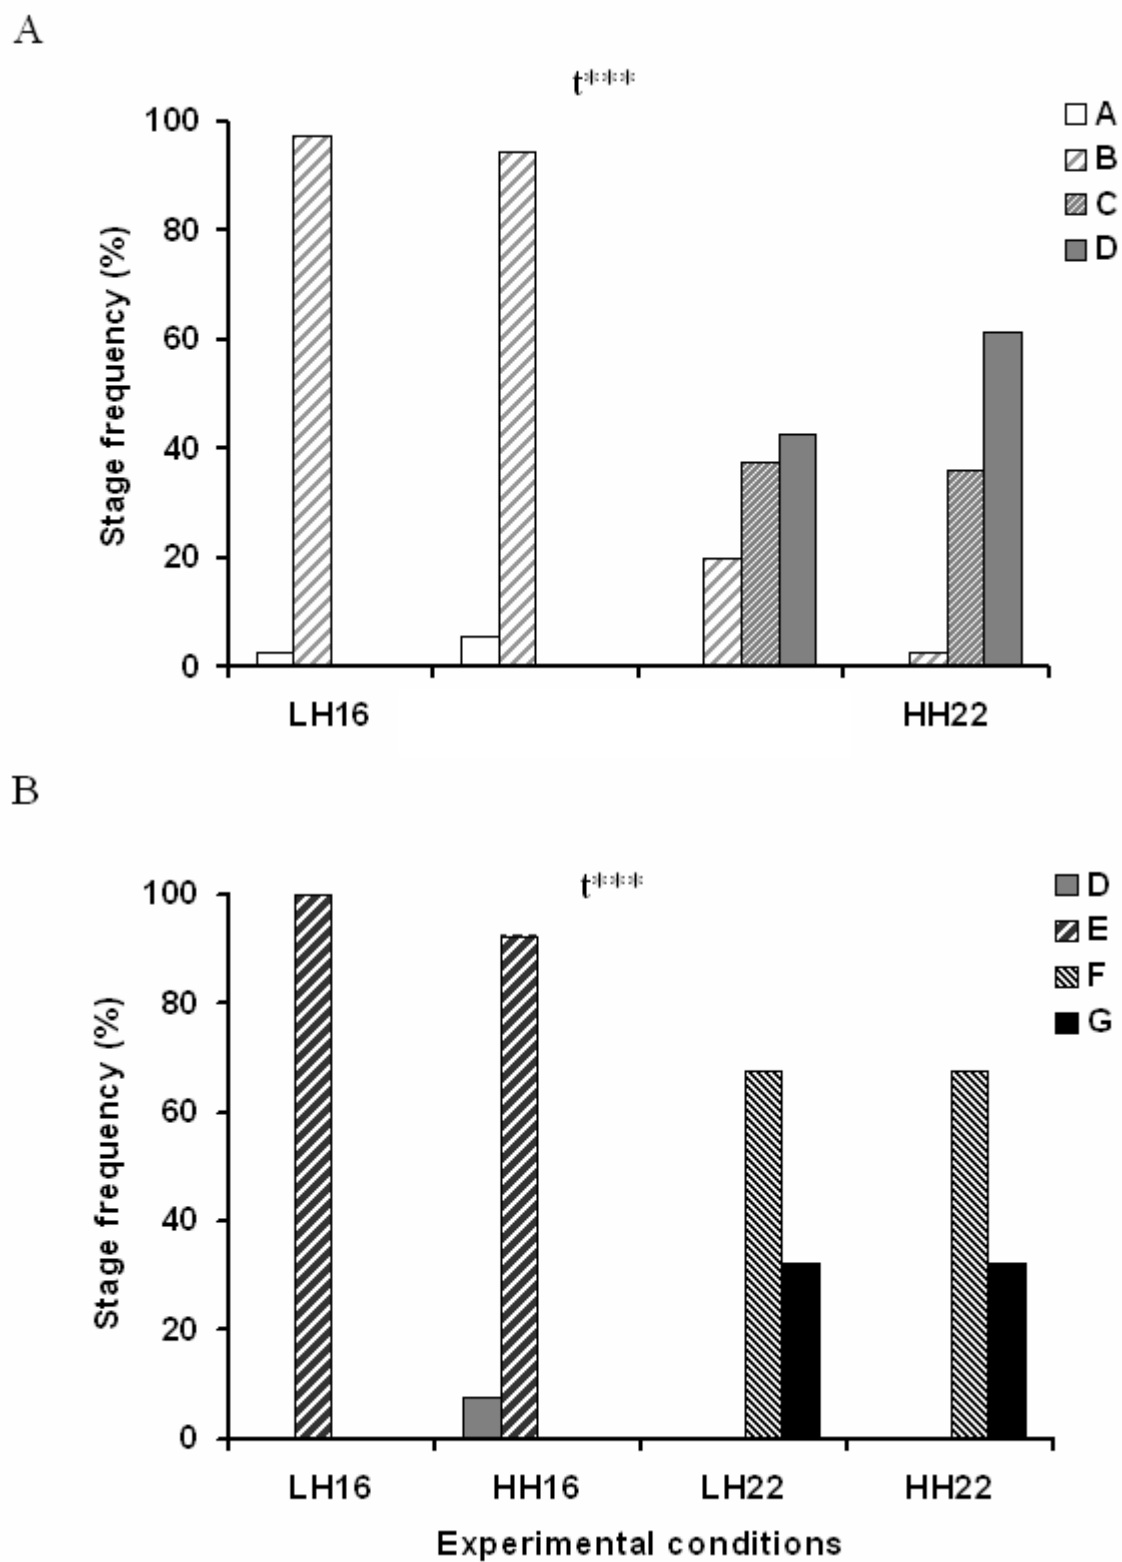 A
t***
100
80
60
40
20
0
Stage frequency (%)
A
B
C
D
LH16 HH22
B
t***
100
80
60
40
20
0
Stage frequency (%)
D
E
F
G
LH16 HH16 LH22 HH22
Experimental conditions